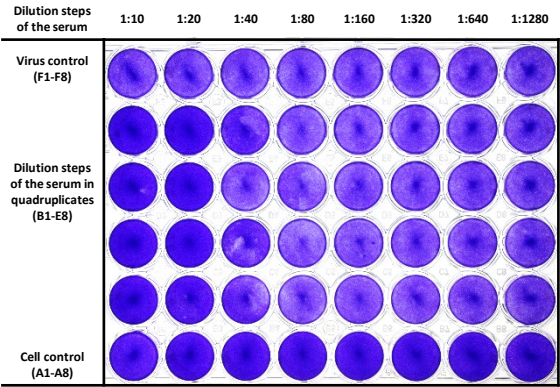 Dilution steps
of the serum
1:10 1:20 1:40 1:80 1:160 1:320 1:640 1:1280
Virus control
(F1-F8)
Dilution steps
of the serum in
quadruplicates
(B1-E8)
Cell control
(A1-A8)